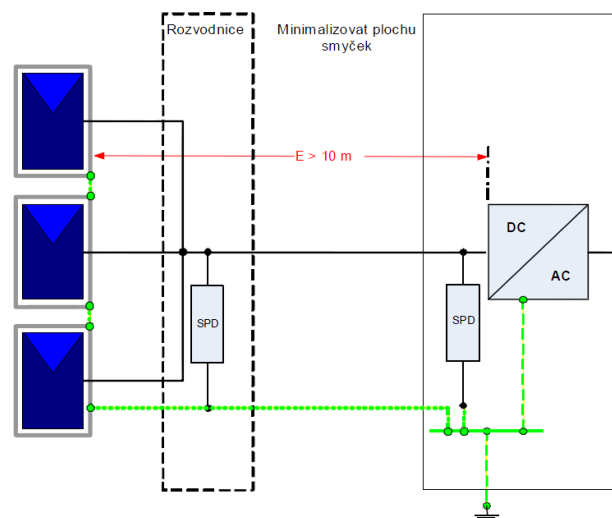 Rozvodnice
Minimalizovat plochu
smyček
E > 10 m
DC
AC
SPD
SPD